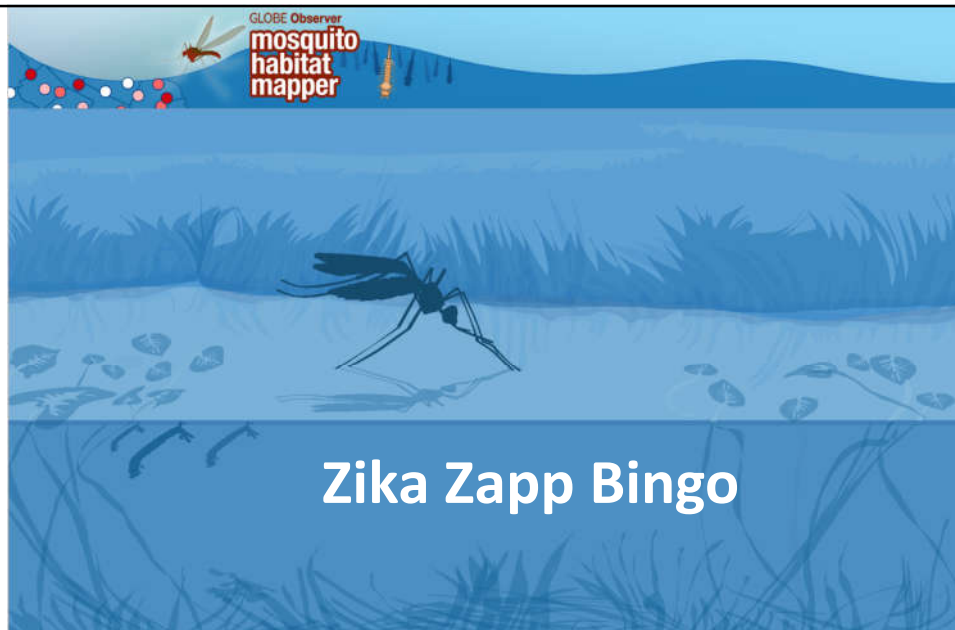 GLOBE Observer
mosquito
habitat
mapper
Zika Zapp Bingo